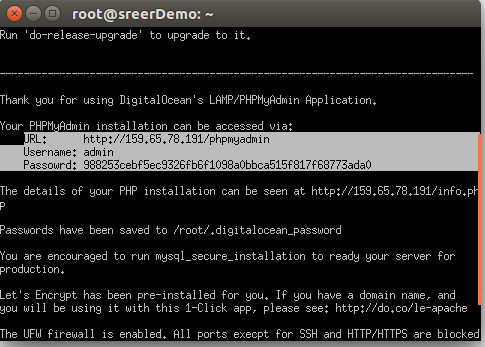 root@sreerDemo: ~
Run 'do-release-upgrade' to upgrade to it.
--------------------------------------------------------------------------------
Thank you for using DigitalOcean's LAMP/PHPMyAdmin Application.
Your PHPMyAdmin installation can be accessed via:
URL: http://159.65.78.191/phpmyadmin
Username: admin
Passowrd: 988253cebf5ec9326fb6f1098a0bbca515f817f68773ada0
The details of your PHP installation can be seen at http://159.65.78.191/info.ph
p
Passwords have been saved to /root/.digitalocean_password
You are encouraged to run mysql_secure_installation to ready your server for
production.
Let's Encrypt has been pre-installed for you. If you have a domain name, and
you will be using it with this 1-Click app, please see: http://do.co/le-apache
The UFW firewall is enabled. All ports execpt for SSH and HTTP/HTTPS are blocked